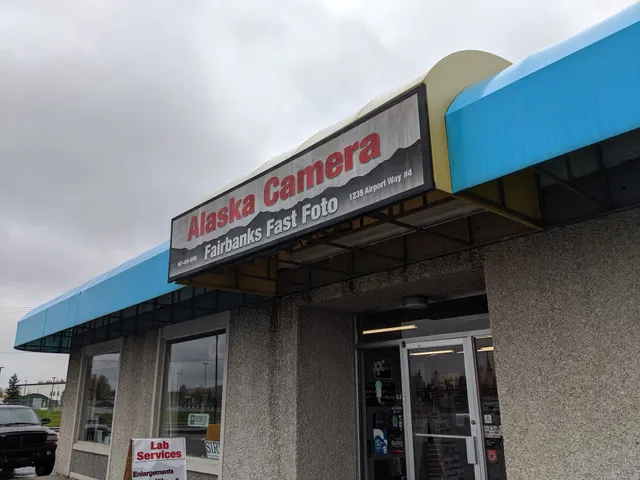 Alaska Camera
Fairbanks Fast Foto
1235 Airport Way #4
Lab
Services
Enlargements